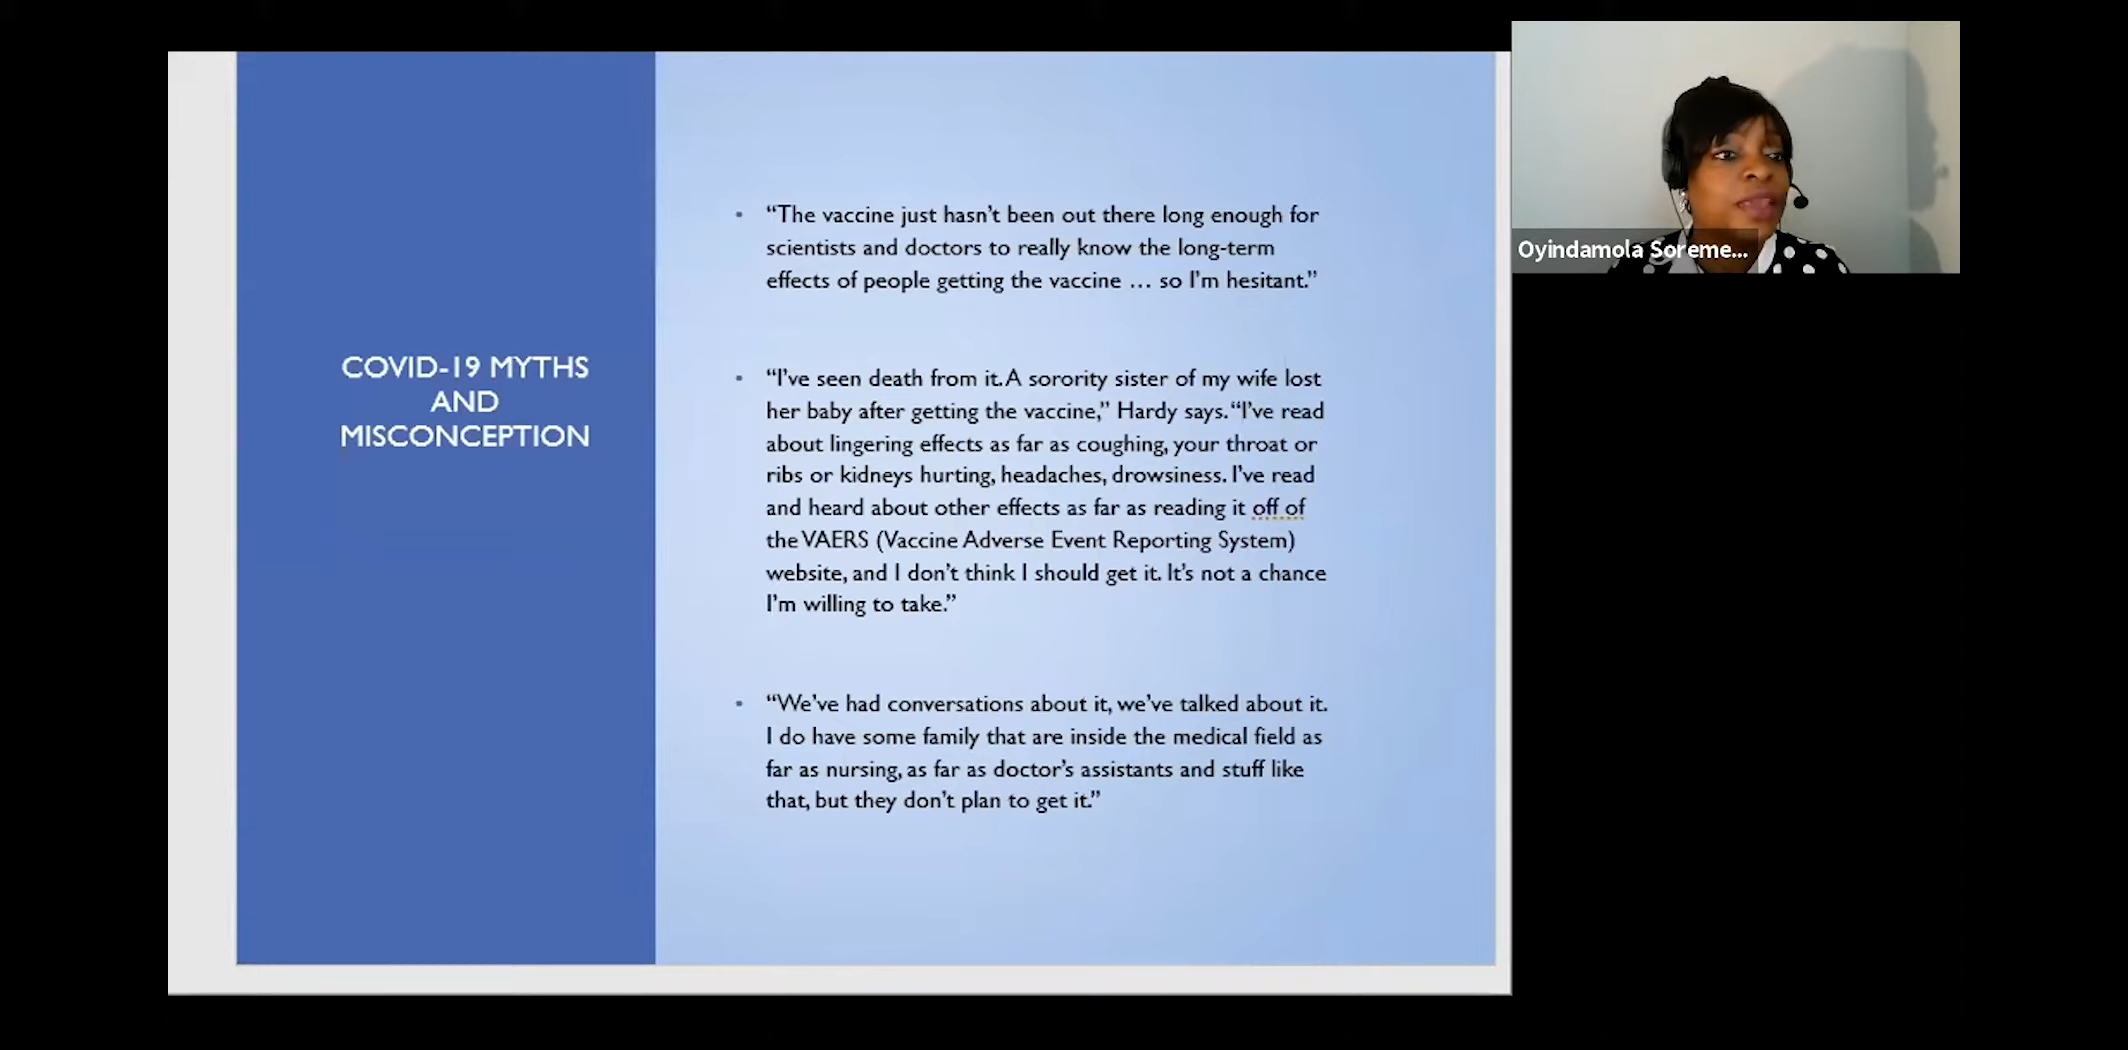 COVID-19 MYTHS
AND
MISCONCEPTION
• “The vaccine just hasn’t been out there long enough for
scientists and doctors to really know the long-term
effects of people getting the vaccine … so I’m hesitant.”
• “I’ve seen death from it. A sorority sister of my wife lost
her baby after getting the vaccine,” Hardy says. “I’ve read
about lingering effects as far as coughing, your throat or
ribs or kidneys hurting, headaches, drowsiness. I’ve read
and heard about other effects as far as reading it off of
the VAERS (Vaccine Adverse Event Reporting System)
website, and I don’t think I should get it. It’s not a chance
I’m willing to take.”
• “We’ve had conversations about it, we’ve talked about it.
I do have some family that are inside the medical field as
far as nursing, as far as doctor’s assistants and stuff like
that, but they don’t plan to get it.”
Oyindamola Soreme...